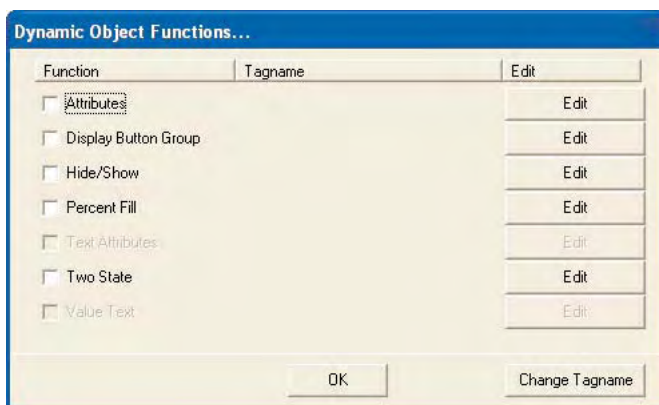 Dynamic Object Functions...
Function Tagname Edit
Attributes Edit
Display Button Group Edit
Hide/Show Edit
Percent Fill Edit
Text Attributes Edit
Two State Edit
Value Text Edit
OK Change Tagname